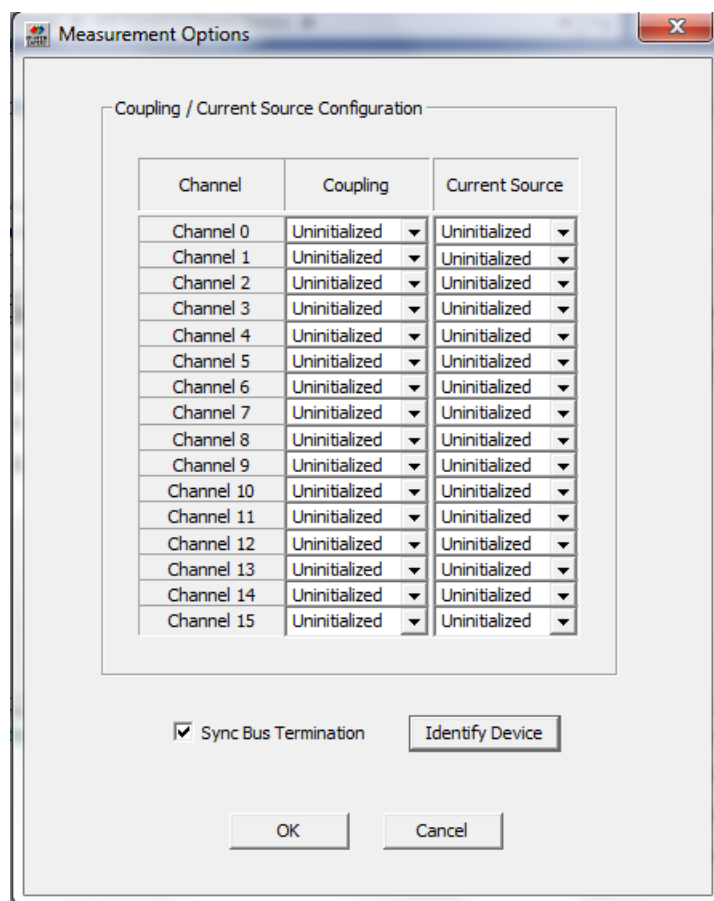 Measurement Options
Coupling / Current Source Configuration
Channel Coupling Current Source
Channel 0 Uninitialized Uninitialized
Channel 1 Uninitialized Uninitialized
Channel 2 Uninitialized Uninitialized
Channel 3 Uninitialized Uninitialized
Channel 4 Uninitialized Uninitialized
Channel 5 Uninitialized Uninitialized
Channel 6 Uninitialized Uninitialized
Channel 7 Uninitialized Uninitialized
Channel 8 Uninitialized Uninitialized
Channel 9 Uninitialized Uninitialized
Channel 10 Uninitialized Uninitialized
Channel 11 Uninitialized Uninitialized
Channel 12 Uninitialized Uninitialized
Channel 13 Uninitialized Uninitialized
Channel 14 Uninitialized Uninitialized
Channel 15 Uninitialized Uninitialized
Sync Bus Termination Identify Device
OK Cancel